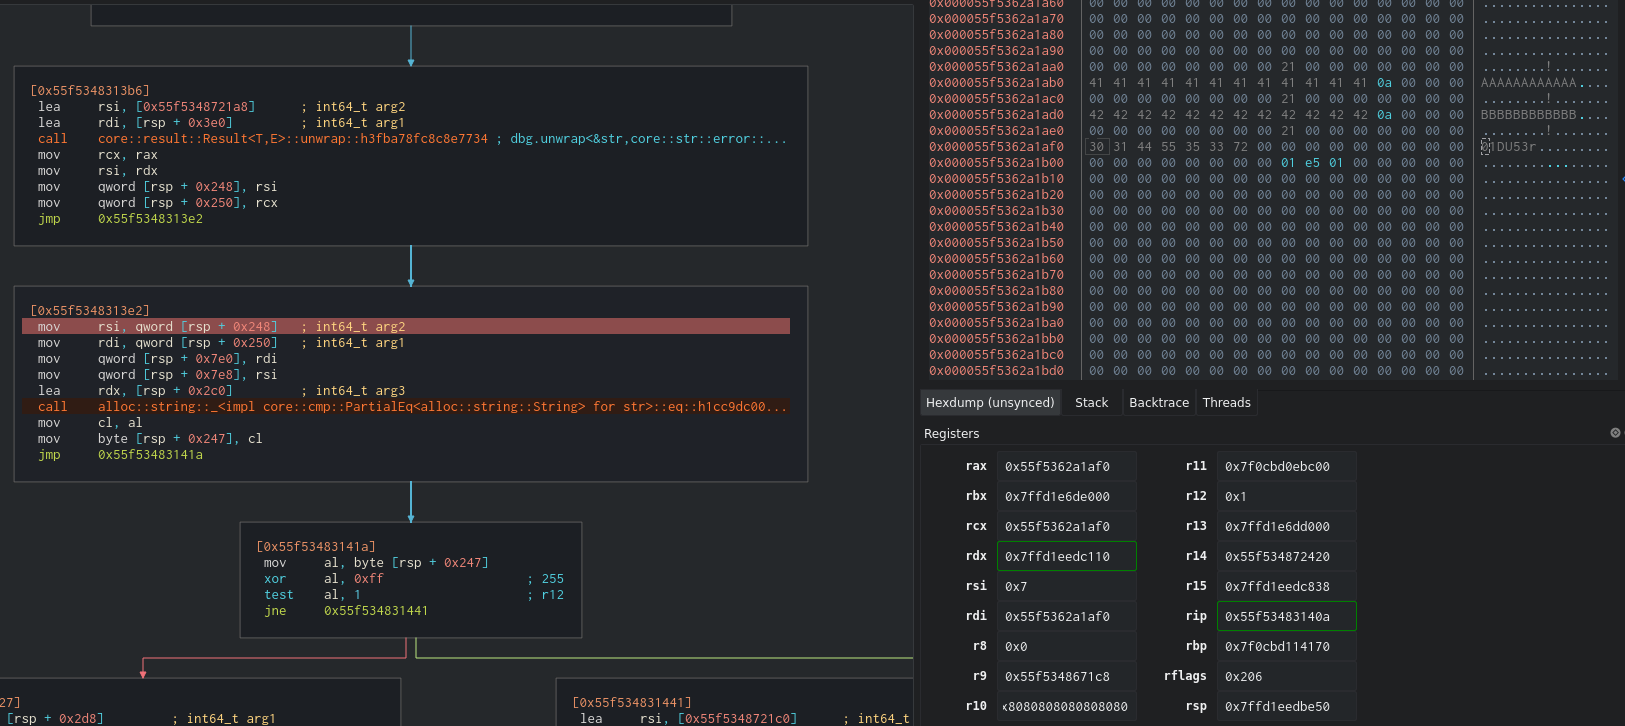 [0x55f5348313b6]
lea rsi, [0x55f5348721a8] ; int64_t arg2
lea rdi, [rsp + 0x3e0] ; int64_t arg1
call core::result::Result<T,E>::unwrap::h3fba78fc8c8e7734 ; dbg.unwrap<&str,core::str::error::...
mov rcx, rax
mov rsi, rdx
mov qword [rsp + 0x248], rsi
mov qword [rsp + 0x250], rcx
jmp 0x55f5348313e2
[0x55f5348313e2]
mov rsi, qword [rsp + 0x248] ; int64_t arg2
mov rdi, qword [rsp + 0x250] ; int64_t arg1
mov qword [rsp + 0x7e0], rdi
mov qword [rsp + 0x7e8], rsi
lea rdx, [rsp + 0x2c0] ; int64_t arg3
call alloc::string::_<impl core::cmp::PartialEq<alloc::string::String> for str>::eq::h1cc9dc00...
mov cl, al
mov byte [rsp + 0x247], cl
jmp 0x55f53483141a
[0x55f53483141a]
mov al, byte [rsp + 0x247]
xor al, 0xff ; 255
test al, 1 ; r12
jne 0x55f534831441
27]
[rsp + 0x2d8] ; int64_t arg1
[0x55f534831441]
lea rsi, [0x55f5348721c0] ; int64_t
0x000055f5362a1a60 00 00 00 00 00 00 00 00 00 00 00 00 00 00 00 00 ................
0x000055f5362a1a70 00 00 00 00 00 00 00 00 00 00 00 00 00 00 00 00 ................
0x000055f5362a1a80 00 00 00 00 00 00 00 00 00 00 00 00 00 00 00 00 ................
0x000055f5362a1a90 00 00 00 00 00 00 00 00 00 00 00 00 00 00 00 00 ................
0x000055f5362a1aa0 00 00 00 00 00 00 00 00 21 00 00 00 00 00 00 00 ........!.......
0x000055f5362a1ab0 41 41 41 41 41 41 41 41 41 41 41 41 0a 00 00 00 AAAAAAAAAAAA....
0x000055f5362a1ac0 00 00 00 00 00 00 00 00 21 00 00 00 00 00 00 00 ........!.......
0x000055f5362a1ad0 42 42 42 42 42 42 42 42 42 42 42 42 0a 00 00 00 BBBBBBBBBBBB....
0x000055f5362a1ae0 00 00 00 00 00 00 00 00 21 00 00 00 00 00 00 00 ........!.......
0x000055f5362a1af0 30 31 44 55 35 33 72 00 00 00 00 00 00 00 00 00 01DU53r.........
0x000055f5362a1b00 00 00 00 00 00 00 00 00 01 e5 01 00 00 00 00 00 ................
0x000055f5362a1b10 00 00 00 00 00 00 00 00 00 00 00 00 00 00 00 00 ................
0x000055f5362a1b20 00 00 00 00 00 00 00 00 00 00 00 00 00 00 00 00 ................
0x000055f5362a1b30 00 00 00 00 00 00 00 00 00 00 00 00 00 00 00 00 ................
0x000055f5362a1b40 00 00 00 00 00 00 00 00 00 00 00 00 00 00 00 00 ................
0x000055f5362a1b50 00 00 00 00 00 00 00 00 00 00 00 00 00 00 00 00 ................
0x000055f5362a1b60 00 00 00 00 00 00 00 00 00 00 00 00 00 00 00 00 ................
0x000055f5362a1b70 00 00 00 00 00 00 00 00 00 00 00 00 00 00 00 00 ................
0x000055f5362a1b80 00 00 00 00 00 00 00 00 00 00 00 00 00 00 00 00 ................
0x000055f5362a1b90 00 00 00 00 00 00 00 00 00 00 00 00 00 00 00 00 ................
0x000055f5362a1ba0 00 00 00 00 00 00 00 00 00 00 00 00 00 00 00 00 ................
0x000055f5362a1bb0 00 00 00 00 00 00 00 00 00 00 00 00 00 00 00 00 ................
0x000055f5362a1bc0 00 00 00 00 00 00 00 00 00 00 00 00 00 00 00 00 ................
0x000055f5362a1bd0 00 00 00 00 00 00 00 00 00 00 00 00 00 00 00 00 ................
Hexdump (unsynced) Stack Backtrace Threads
Registers
rax 0x55f5362a1af0 r11 0x7f0cbd0ebc00
rbx 0x7ffd1e6de000 r12 0x1
rcx 0x55f5362a1af0 r13 0x7ffd1e6dd000
rdx 0x7ffd1eedc110 r14 0x55f534872420
rsi 0x7 r15 0x7ffd1eedc838
rdi 0x55f5362a1af0 rip 0x55f53483140a
r8 0x0 rbp 0x7f0cbd114170
r9 0x55f5348671c8 rflags 0x206
r10 x8080808080808080 rsp 0x7ffd1eedbe50